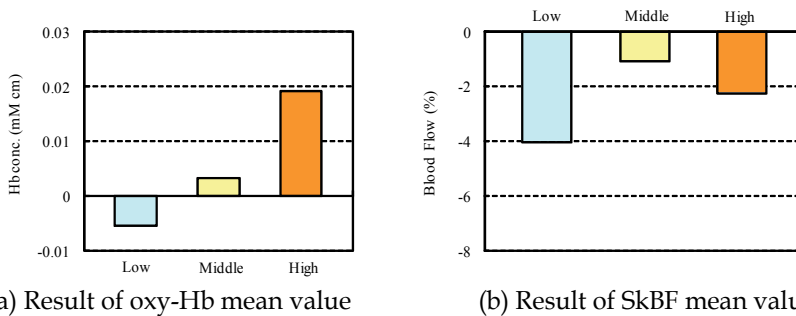 0.03
0.02
0.01
0
-0.01
Hb conc. (mM cm)
Low Middle High
a) Result of oxy-Hb mean value
Low Middle High
0
-2
-4
-6
-8
Blood Flow (%)
(b) Result of SkBF mean valu